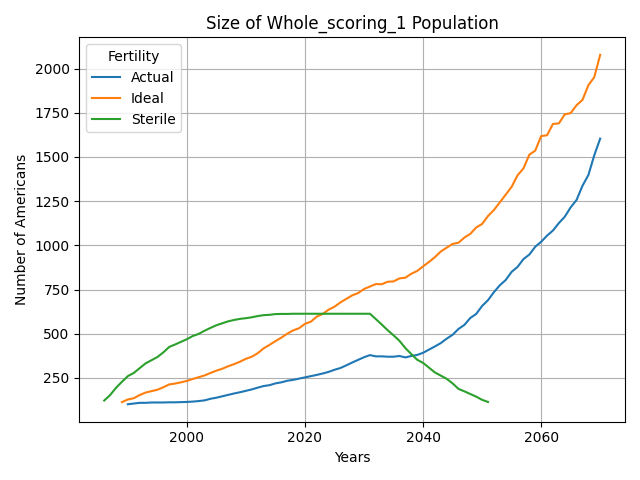 Size of Whole_scoring_1 Population
Fertility
Actual
Ideal
Sterile
Number of Americans
2000
1750
1500
1250
1000
750
500
250
2000
2020
2040
2060
Years